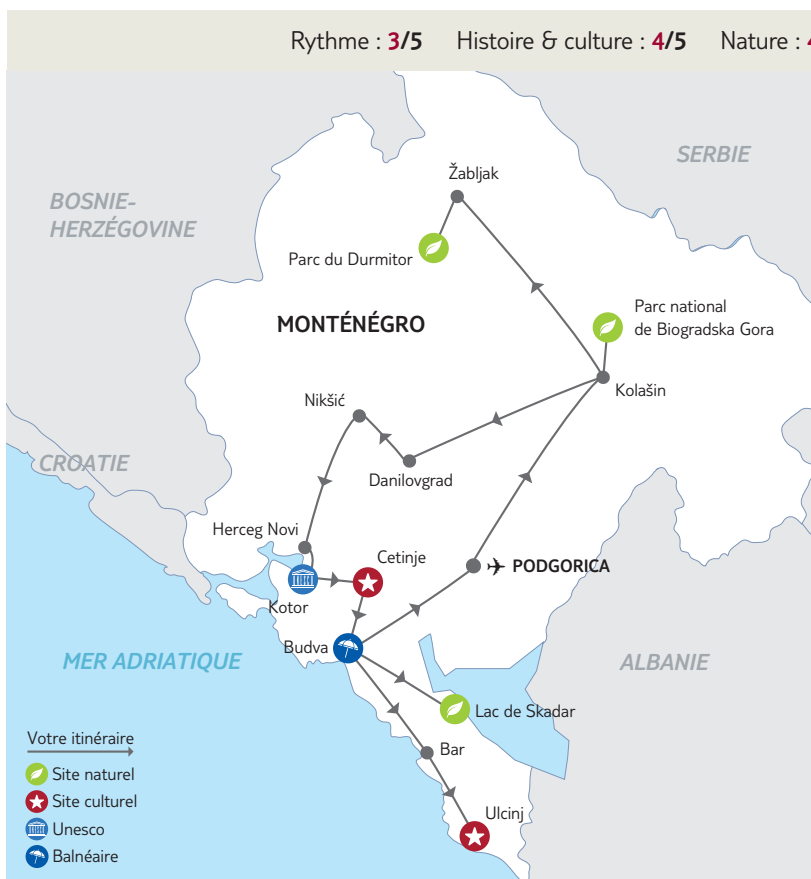 Rythme : 3/5 Histoire & culture : 4/5 Nature : 4
SERBIE
Žabljak
BOSNIE-
HERZÉGOVINE
Parc du Durmitor
Parc national
de Biogradska Gora
MONTÉNÉGRO
Kolašin
Nikšić
CROATIE
Danilovgrad
Herceg Novi
Cetinje
PODGORICA
Kotor
Budva
MER ADRIATIQUE
ALBANIE
Lac de Skadar
Votre itinéraire
Bar
Site naturel
Site culturel
Ulcinj
Unesco
Balnéaire